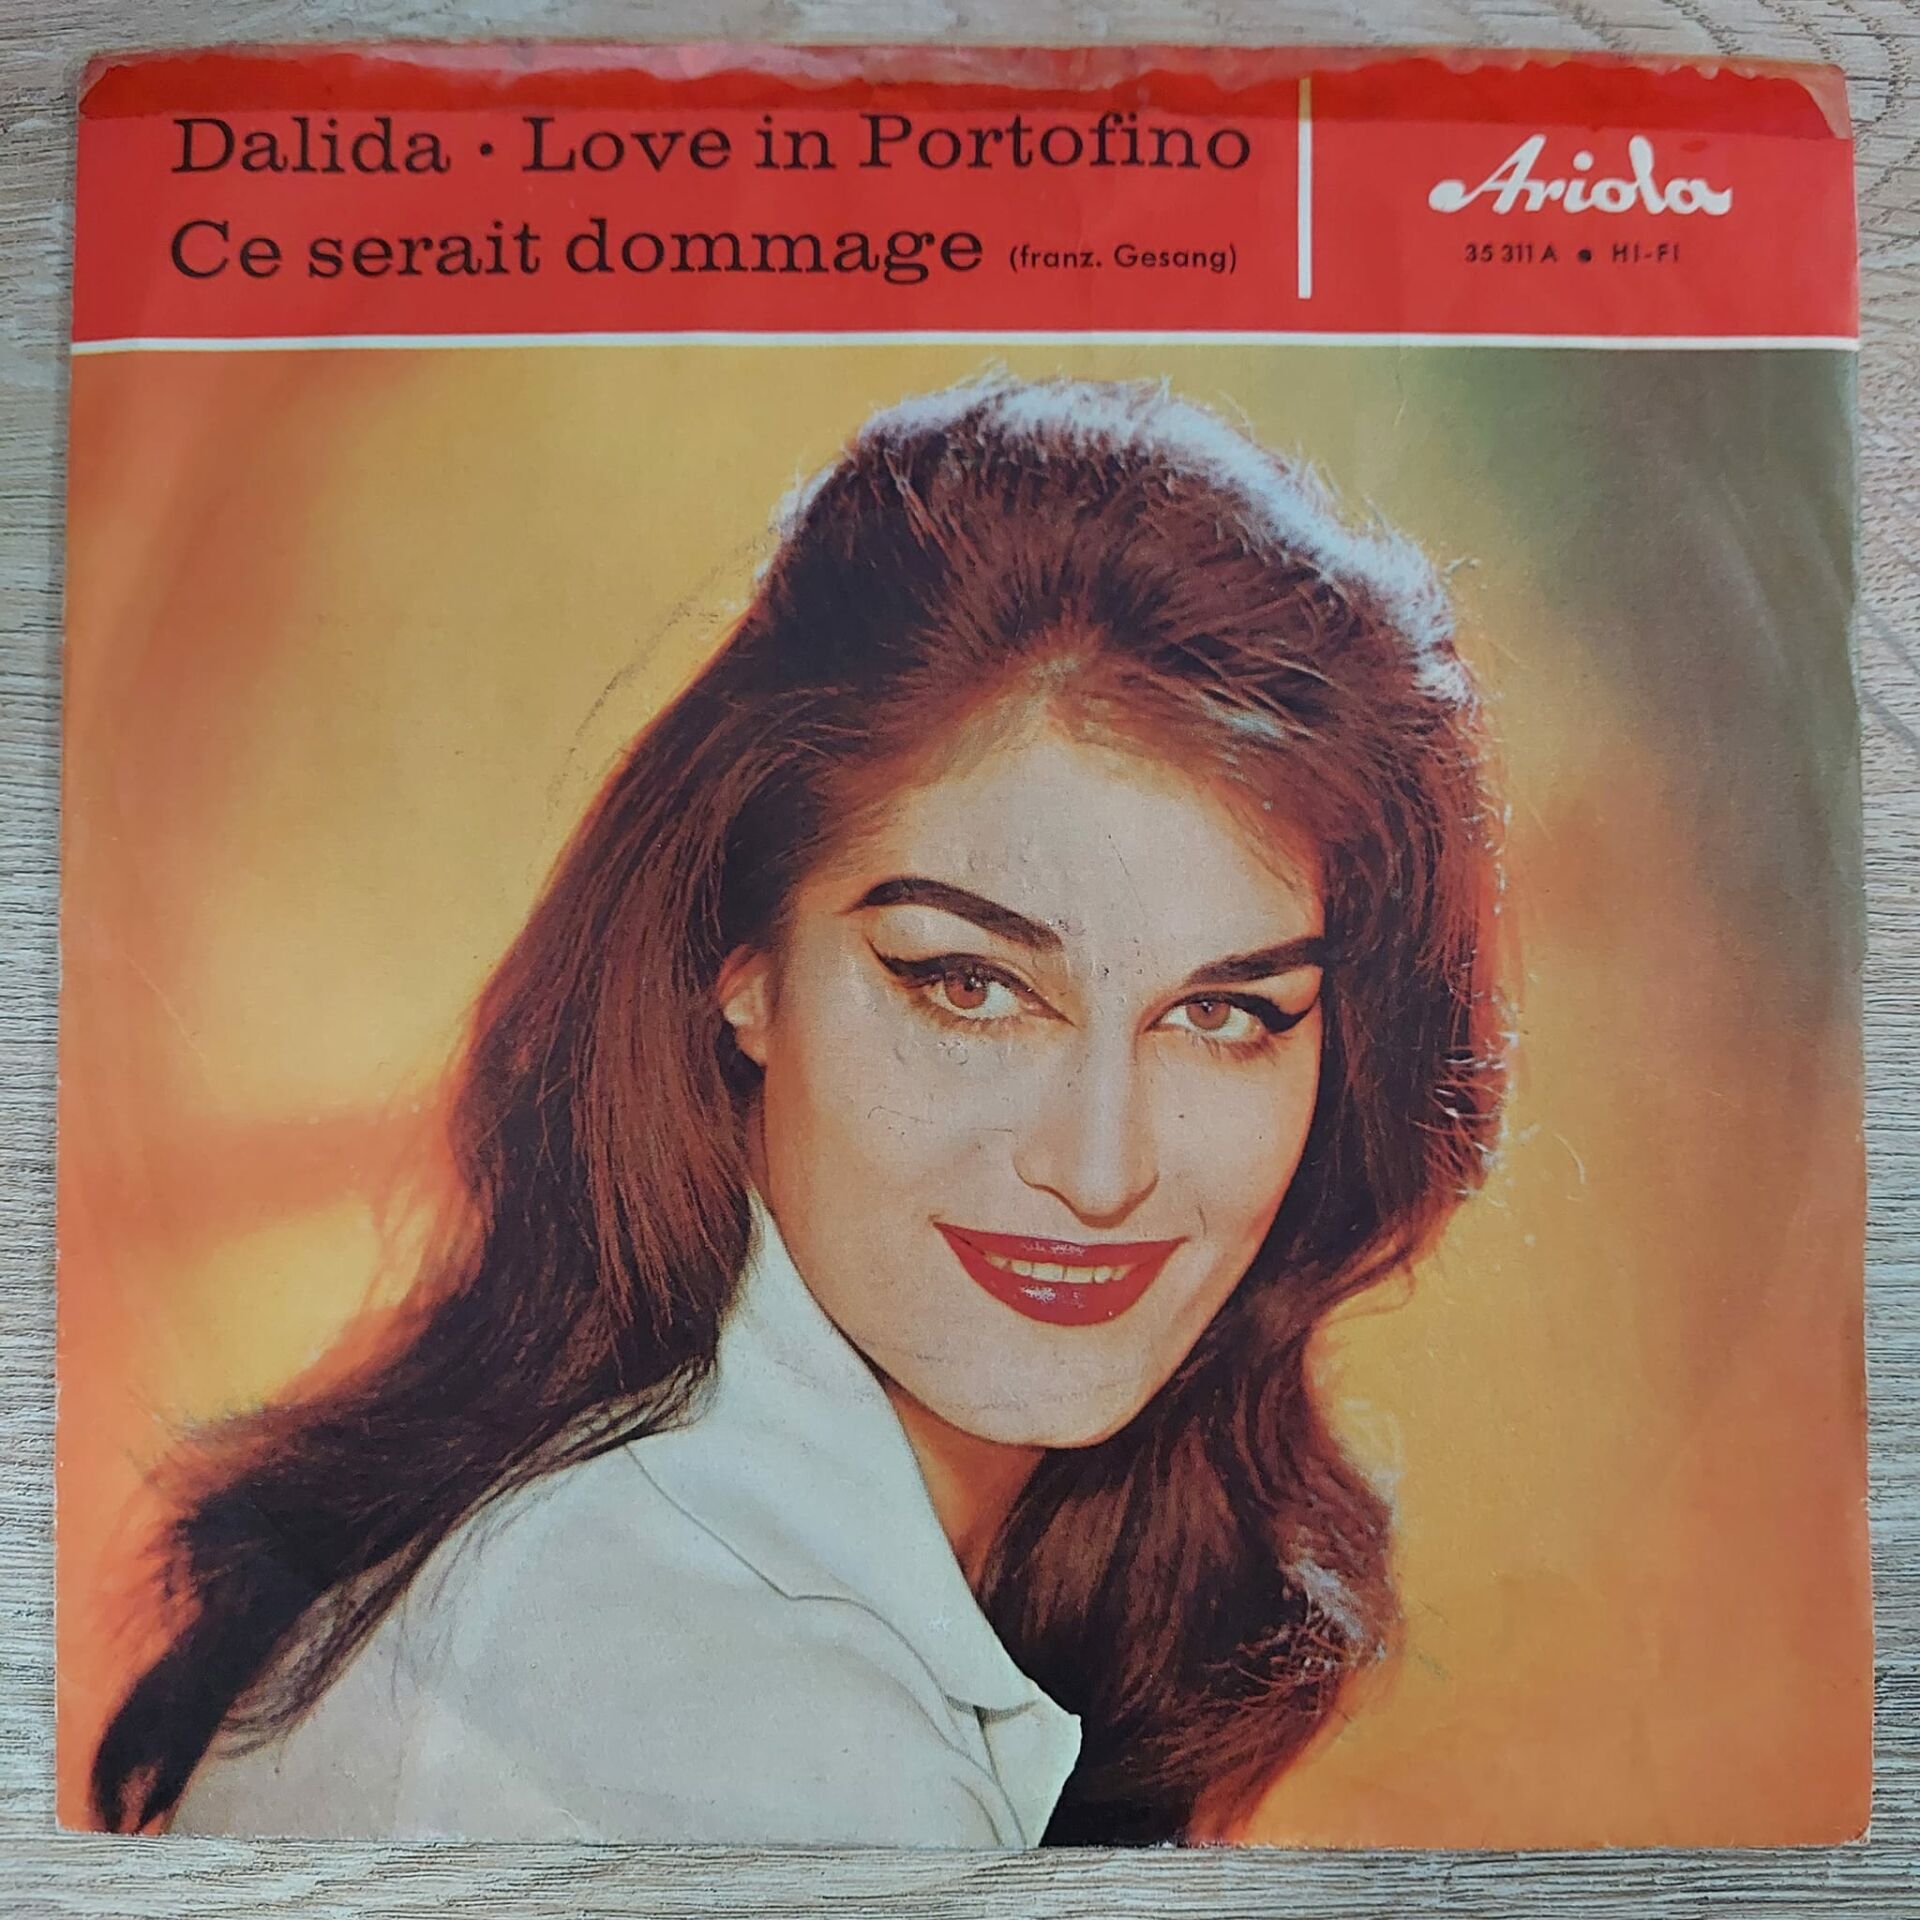 Dalida · Love in Portofino
Ce serait dommage (franz. Gesang)
Ariola
35 311 A ● HI-FI